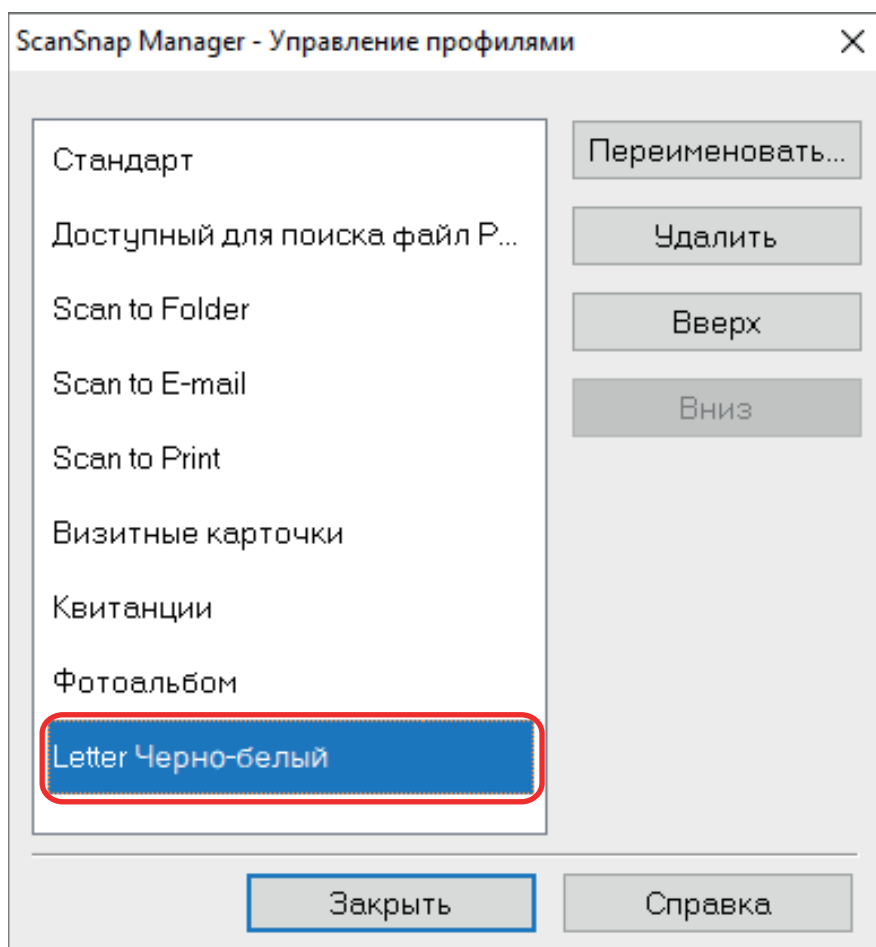 ScanSnap Manager - Управление профилями
Стандарт
Доступный для поиска файл P...
Scan to Folder
Scan to E-mail
Scan to Print
Визитные карточки
Квитанции
Фотоальбом
Letter Черно-белый
Переименовать...
Удалить
Вверх
Вниз
Закрыть
Справка